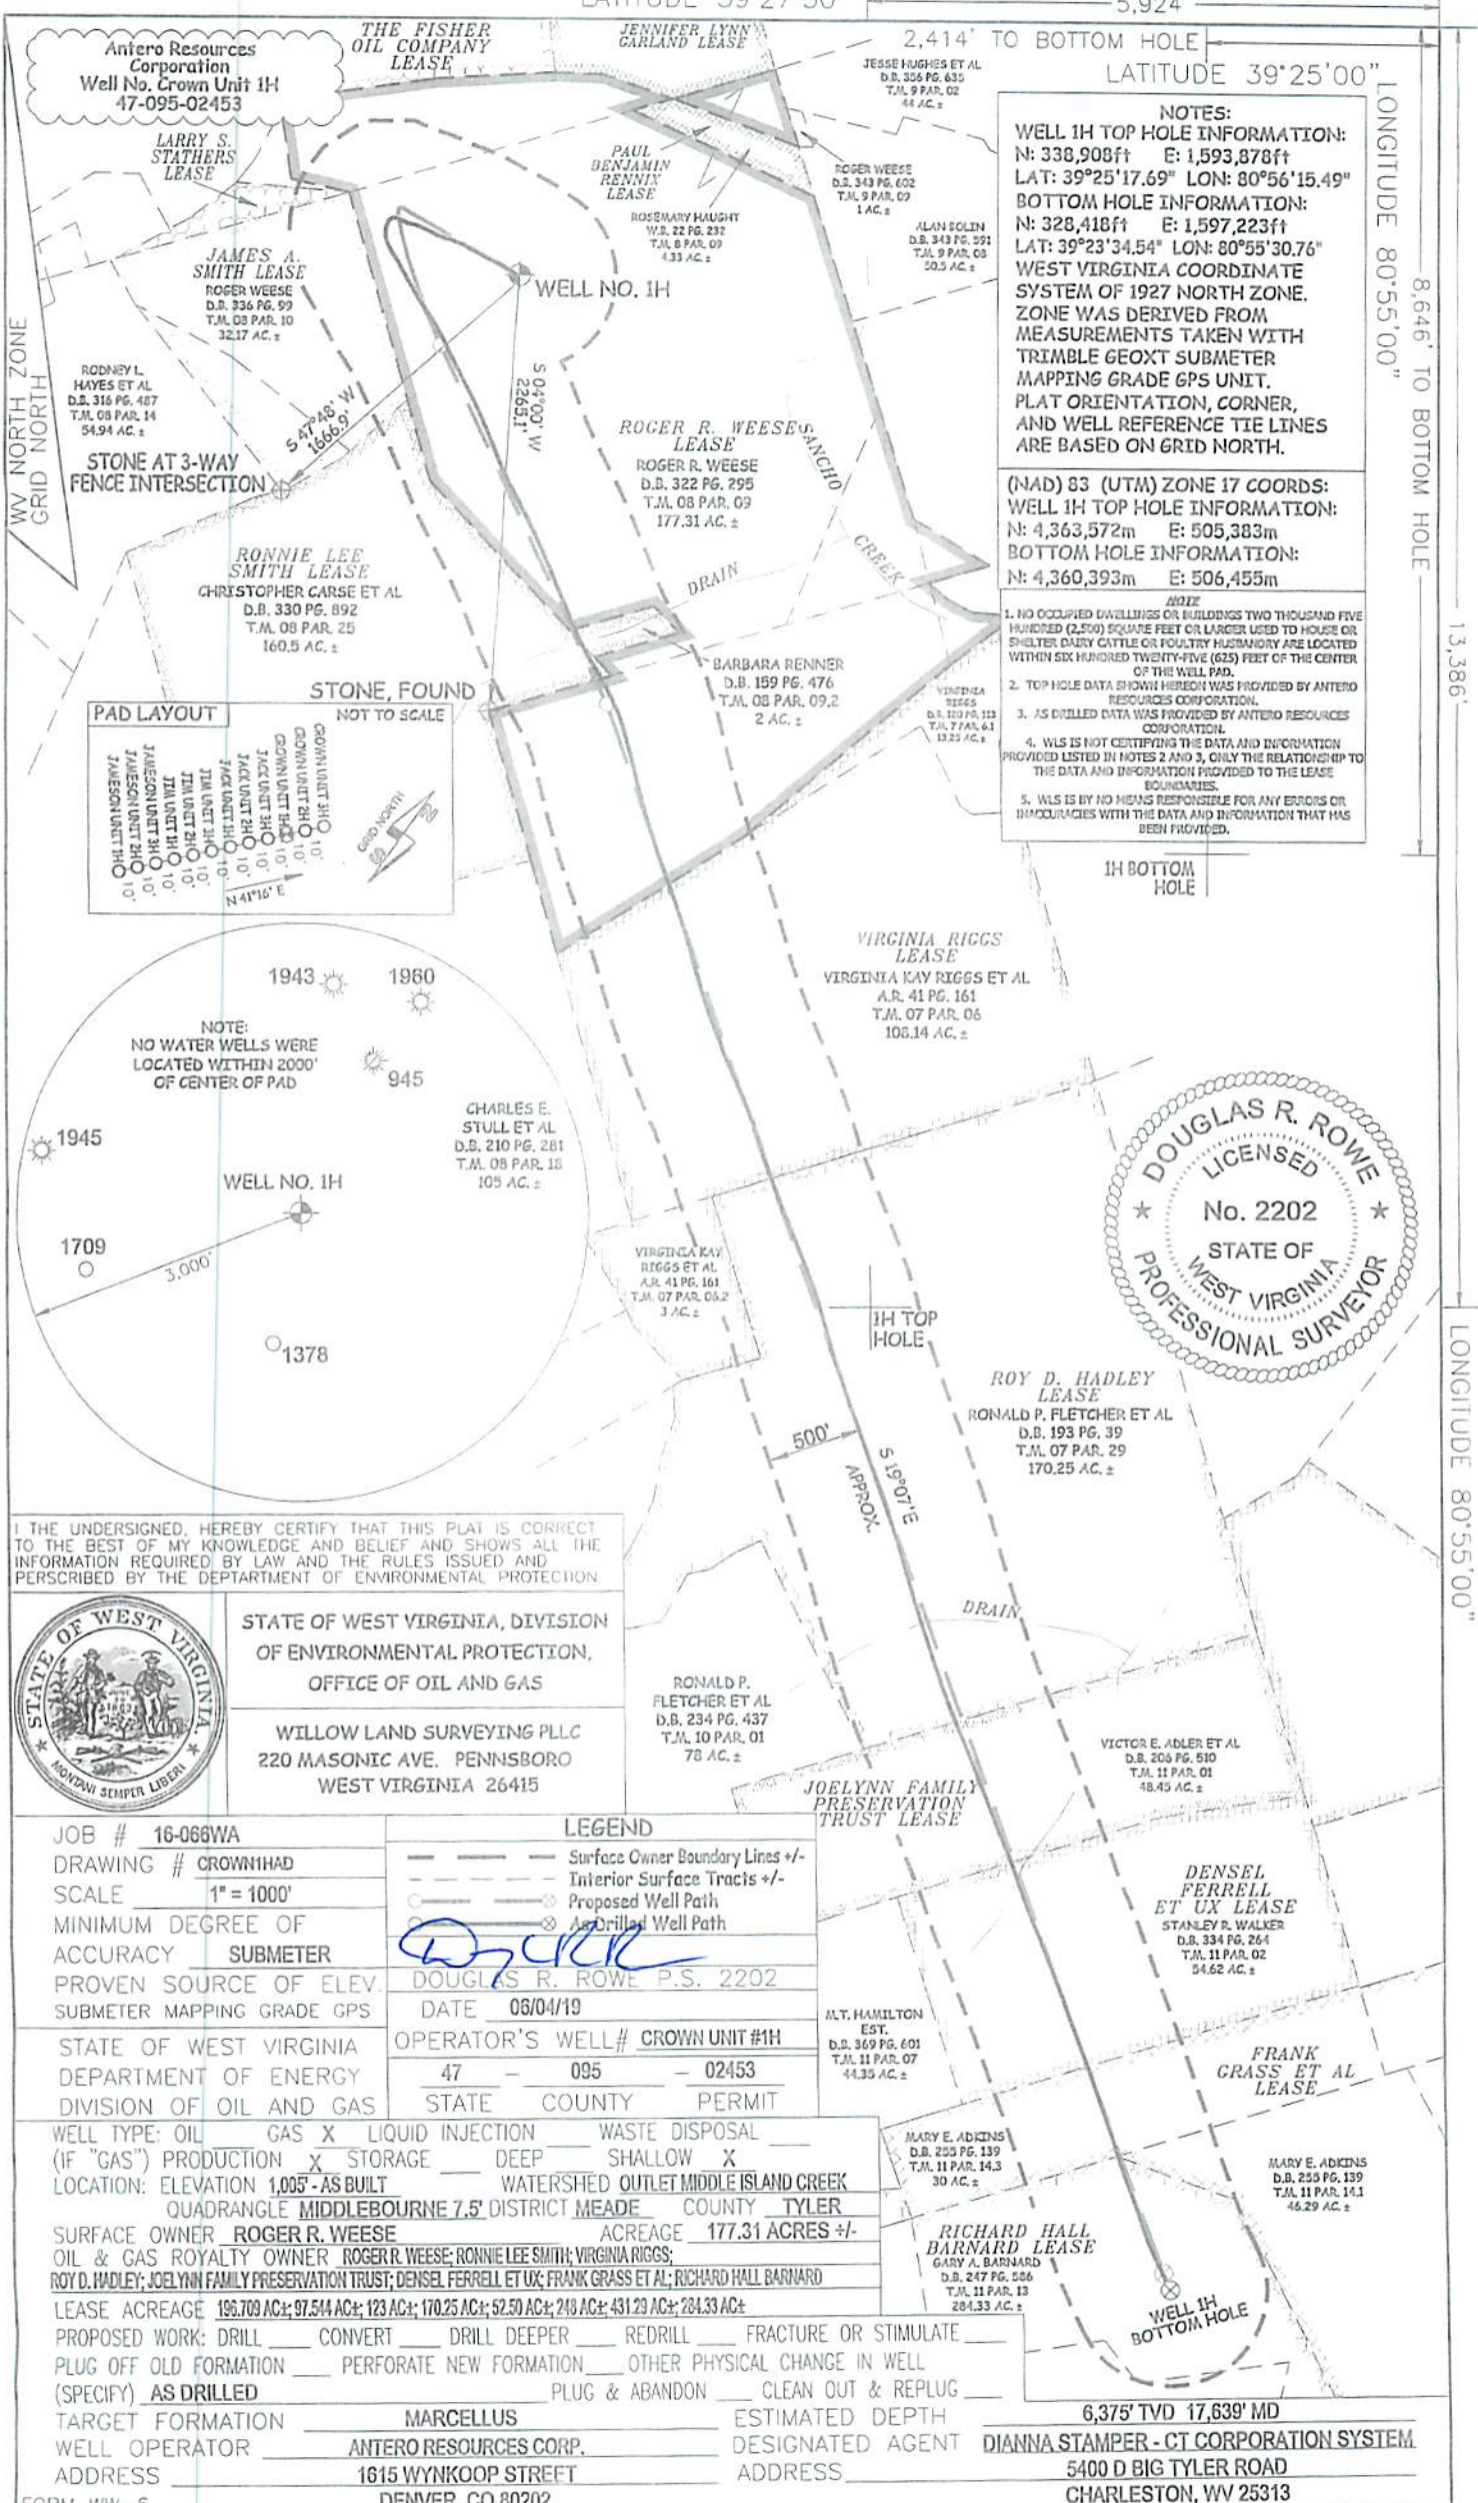 LATITUDE 39°27'30"
5,924'
Antero Resources
Corporation
Well No. Crown Unit 1H
47-095-02453
THE FISHER
OIL COMPANY
LEASE
JENNIFER LYNN
GARLAND LEASE
2,414' TO BOTTOM HOLE
LATITUDE 39°25'00"
JESSE HUGHES ET AL
D.B. 356 PG. 635
T.M. 9 PAR. 02
44 AC. ±
LARRY S.
STATHERS
LEASE
PAUL
BENJAMIN
RENNIX
LEASE
ROSEMARY HAUGHT
W.B. 22 PG. 232
T.M. 8 PAR. 09
4.33 AC. ±
ROGER WEESE
D.B. 343 PG. 602
T.M. 9 PAR. 09
1 AC. ±
ALAN BOLIN
D.B. 343 PG. 591
T.M. 9 PAR. 08
50.5 AC. ±
JAMES A.
SMITH LEASE
ROGER WEESE
D.B. 336 PG. 99
T.M. 08 PAR. 10
32.17 AC. ±
WELL NO. 1H
RODNEY L.
HAYES ET AL
D.B. 316 PG. 487
T.M. 08 PAR. 14
54.94 AC. ±
WV NORTH ZONE
GRID NORTH
S 47°48' W
1666.9'
S 04°00' W
2265.1'
STONE AT 3-WAY
FENCE INTERSECTION
ROGER R. WEESE
LEASE
ROGER R. WEESE
D.B. 322 PG. 295
T.M. 08 PAR. 09
177.31 AC. ±
SANCHO
CREEK
DRAIN
RONNIE LEE
SMITH LEASE
CHRISTOPHER CARSE ET AL
D.B. 330 PG. 892
T.M. 08 PAR. 25
160.5 AC. ±
STONE, FOUND
BARBARA RENNER
D.B. 159 PG. 476
T.M. 08 PAR. 09.2
2 AC. ±
VIRGINIA
RIGGS
D.B. 120 PG. 113
T.M. 7 PAR. 6.1
13.25 AC. ±
NOTES:
WELL 1H TOP HOLE INFORMATION:
N: 338,908ft E: 1,593,878ft
LAT: 39°25'17.69" LON: 80°56'15.49"
BOTTOM HOLE INFORMATION:
N: 328,418ft E: 1,597,223ft
LAT: 39°23'34.54" LON: 80°55'30.76"
WEST VIRGINIA COORDINATE
SYSTEM OF 1927 NORTH ZONE.
ZONE WAS DERIVED FROM
MEASUREMENTS TAKEN WITH
TRIMBLE GEOXT SUBMETER
MAPPING GRADE GPS UNIT.
PLAT ORIENTATION, CORNER,
AND WELL REFERENCE TIE LINES
ARE BASED ON GRID NORTH.
(NAD) 83 (UTM) ZONE 17 COORDS:
WELL 1H TOP HOLE INFORMATION:
N: 4,363,572m E: 505,383m
BOTTOM HOLE INFORMATION:
N: 4,360,393m E: 506,455m
NOTE
1. NO OCCUPIED DWELLINGS OR BUILDINGS TWO THOUSAND FIVE
HUNDRED (2,500) SQUARE FEET OR LARGER USED TO HOUSE OR
SHELTER DAIRY CATTLE OR POULTRY HUSBANDRY ARE LOCATED
WITHIN SIX HUNDRED TWENTY-FIVE (625) FEET OF THE CENTER
OF THE WELL PAD.
2. TOP HOLE DATA SHOWN HEREON WAS PROVIDED BY ANTERO
RESOURCES CORPORATION.
3. AS DRILLED DATA WAS PROVIDED BY ANTERO RESOURCES
CORPORATION.
4. WLS IS NOT CERTIFYING THE DATA AND INFORMATION
PROVIDED LISTED IN NOTES 2 AND 3, ONLY THE RELATIONSHIP TO
THE DATA AND INFORMATION PROVIDED TO THE LEASE
BOUNDARIES.
5. WLS IS BY NO MEANS RESPONSIBLE FOR ANY ERRORS OR
INACCURACIES WITH THE DATA AND INFORMATION THAT HAS
BEEN PROVIDED.
LONGITUDE 80°55'00"
8,646' TO BOTTOM HOLE
13,386'
LONGITUDE 80°55'00"
PAD LAYOUT
NOT TO SCALE
CROWN UNIT 3H
CROWN UNIT 2H 10'
CROWN UNIT 1H 10'
JACK UNIT 3H 10'
JACK UNIT 2H 10'
JACK UNIT 1H 10'
JIM UNIT 3H 10'
JIM UNIT 2H 10'
JIM UNIT 1H 10'
JAMESON UNIT 3H 10'
JAMESON UNIT 2H 10'
JAMESON UNIT 1H 10'
N 41°16' E
GRID NORTH
S N
1H BOTTOM
HOLE
VIRGINIA RIGGS
LEASE
VIRGINIA KAY RIGGS ET AL
A.R. 41 PG. 161
T.M. 07 PAR. 06
108.14 AC. ±
1943
1960
NOTE:
NO WATER WELLS WERE
LOCATED WITHIN 2000'
OF CENTER OF PAD
945
1945
CHARLES E.
STULL ET AL
D.B. 210 PG. 281
T.M. 08 PAR. 18
105 AC. ±
WELL NO. 1H
1709
3,000'
1378
VIRGINIA KAY
RIGGS ET AL
A.R. 41 PG. 161
T.M. 07 PAR. 06.2
3 AC. ±
DOUGLAS R. ROWE
LICENSED
No. 2202
STATE OF
WEST VIRGINIA
PROFESSIONAL SURVEYOR
1H TOP
HOLE
ROY D. HADLEY
LEASE
RONALD P. FLETCHER ET AL
D.B. 193 PG. 39
T.M. 07 PAR. 29
170.25 AC. ±
500'
APPROX.
S 19°07'E
I THE UNDERSIGNED, HEREBY CERTIFY THAT THIS PLAT IS CORRECT
TO THE BEST OF MY KNOWLEDGE AND BELIEF AND SHOWS ALL THE
INFORMATION REQUIRED BY LAW AND THE RULES ISSUED AND
PERSCRIBED BY THE DEPTARTMENT OF ENVIRONMENTAL PROTECTION.
STATE OF WEST VIRGINIA.
MONTANI SEMPER LIBERI
STATE OF WEST VIRGINIA, DIVISION
OF ENVIRONMENTAL PROTECTION,
OFFICE OF OIL AND GAS
WILLOW LAND SURVEYING PLLC
220 MASONIC AVE. PENNSBORO
WEST VIRGINIA 26415
DRAIN
RONALD P.
FLETCHER ET AL
D.B. 234 PG. 437
T.M. 10 PAR. 01
78 AC. ±
VICTOR E. ADLER ET AL
D.B. 206 PG. 510
T.M. 11 PAR. 01
48.45 AC. ±
JOELYNN FAMILY
PRESERVATION
TRUST LEASE
DENSEL
FERRELL
ET UX LEASE
STANLEY R. WALKER
D.B. 334 PG. 264
T.M. 11 PAR. 02
54.62 AC. ±
JOB # 16-066WA
DRAWING # CROWN1HAD
SCALE 1" = 1000'
MINIMUM DEGREE OF
ACCURACY SUBMETER
PROVEN SOURCE OF ELEV.
SUBMETER MAPPING GRADE GPS
LEGEND
Surface Owner Boundary Lines +/-
Interior Surface Tracts +/-
Proposed Well Path
As Drilled Well Path
DOUGLAS R. ROWE P.S. 2202
DATE 06/04/19
STATE OF WEST VIRGINIA
DEPARTMENT OF ENERGY
DIVISION OF OIL AND GAS
OPERATOR'S WELL# CROWN UNIT #1H
47 – 095 – 02453
STATE COUNTY PERMIT
M.T. HAMILTON
EST.
D.B. 369 PG. 601
T.M. 11 PAR. 07
44.35 AC. ±
FRANK
GRASS ET AL
LEASE
MARY E. ADKINS
D.B. 255 PG. 139
T.M. 11 PAR. 14.3
30 AC. ±
MARY E. ADKINS
D.B. 255 PG. 139
T.M. 11 PAR. 14.1
46.29 AC. ±
RICHARD HALL
BARNARD LEASE
GARY A. BARNARD
D.B. 247 PG. 586
T.M. 11 PAR. 13
284.33 AC. ±
WELL 1H
BOTTOM HOLE
WELL TYPE: OIL ___ GAS X LIQUID INJECTION ___ WASTE DISPOSAL ___
(IF "GAS") PRODUCTION X STORAGE ___ DEEP ___ SHALLOW X
LOCATION: ELEVATION 1,005' - AS BUILT WATERSHED OUTLET MIDDLE ISLAND CREEK
QUADRANGLE MIDDLEBOURNE 7.5' DISTRICT MEADE COUNTY TYLER
SURFACE OWNER ROGER R. WEESE ACREAGE 177.31 ACRES +/-
OIL & GAS ROYALTY OWNER ROGER R. WEESE; RONNIE LEE SMITH; VIRGINIA RIGGS;
ROY D. HADLEY; JOELYNN FAMILY PRESERVATION TRUST; DENSEL FERRELL ET UX; FRANK GRASS ET AL; RICHARD HALL BARNARD
LEASE ACREAGE 196.709 AC±; 97.544 AC±; 123 AC±; 170.25 AC±; 52.50 AC±; 248 AC±; 431.29 AC±; 284.33 AC±
PROPOSED WORK: DRILL ___ CONVERT ___ DRILL DEEPER ___ REDRILL ___ FRACTURE OR STIMULATE ___
PLUG OFF OLD FORMATION ___ PERFORATE NEW FORMATION ___ OTHER PHYSICAL CHANGE IN WELL
(SPECIFY) AS DRILLED PLUG & ABANDON ___ CLEAN OUT & REPLUG ___
TARGET FORMATION MARCELLUS ESTIMATED DEPTH 6,375' TVD 17,639' MD
WELL OPERATOR ANTERO RESOURCES CORP. DESIGNATED AGENT DIANNA STAMPER - CT CORPORATION SYSTEM
ADDRESS 1615 WYNKOOP STREET ADDRESS 5400 D BIG TYLER ROAD
FORM WW-6 DENVER, CO 80202 CHARLESTON, WV 25313